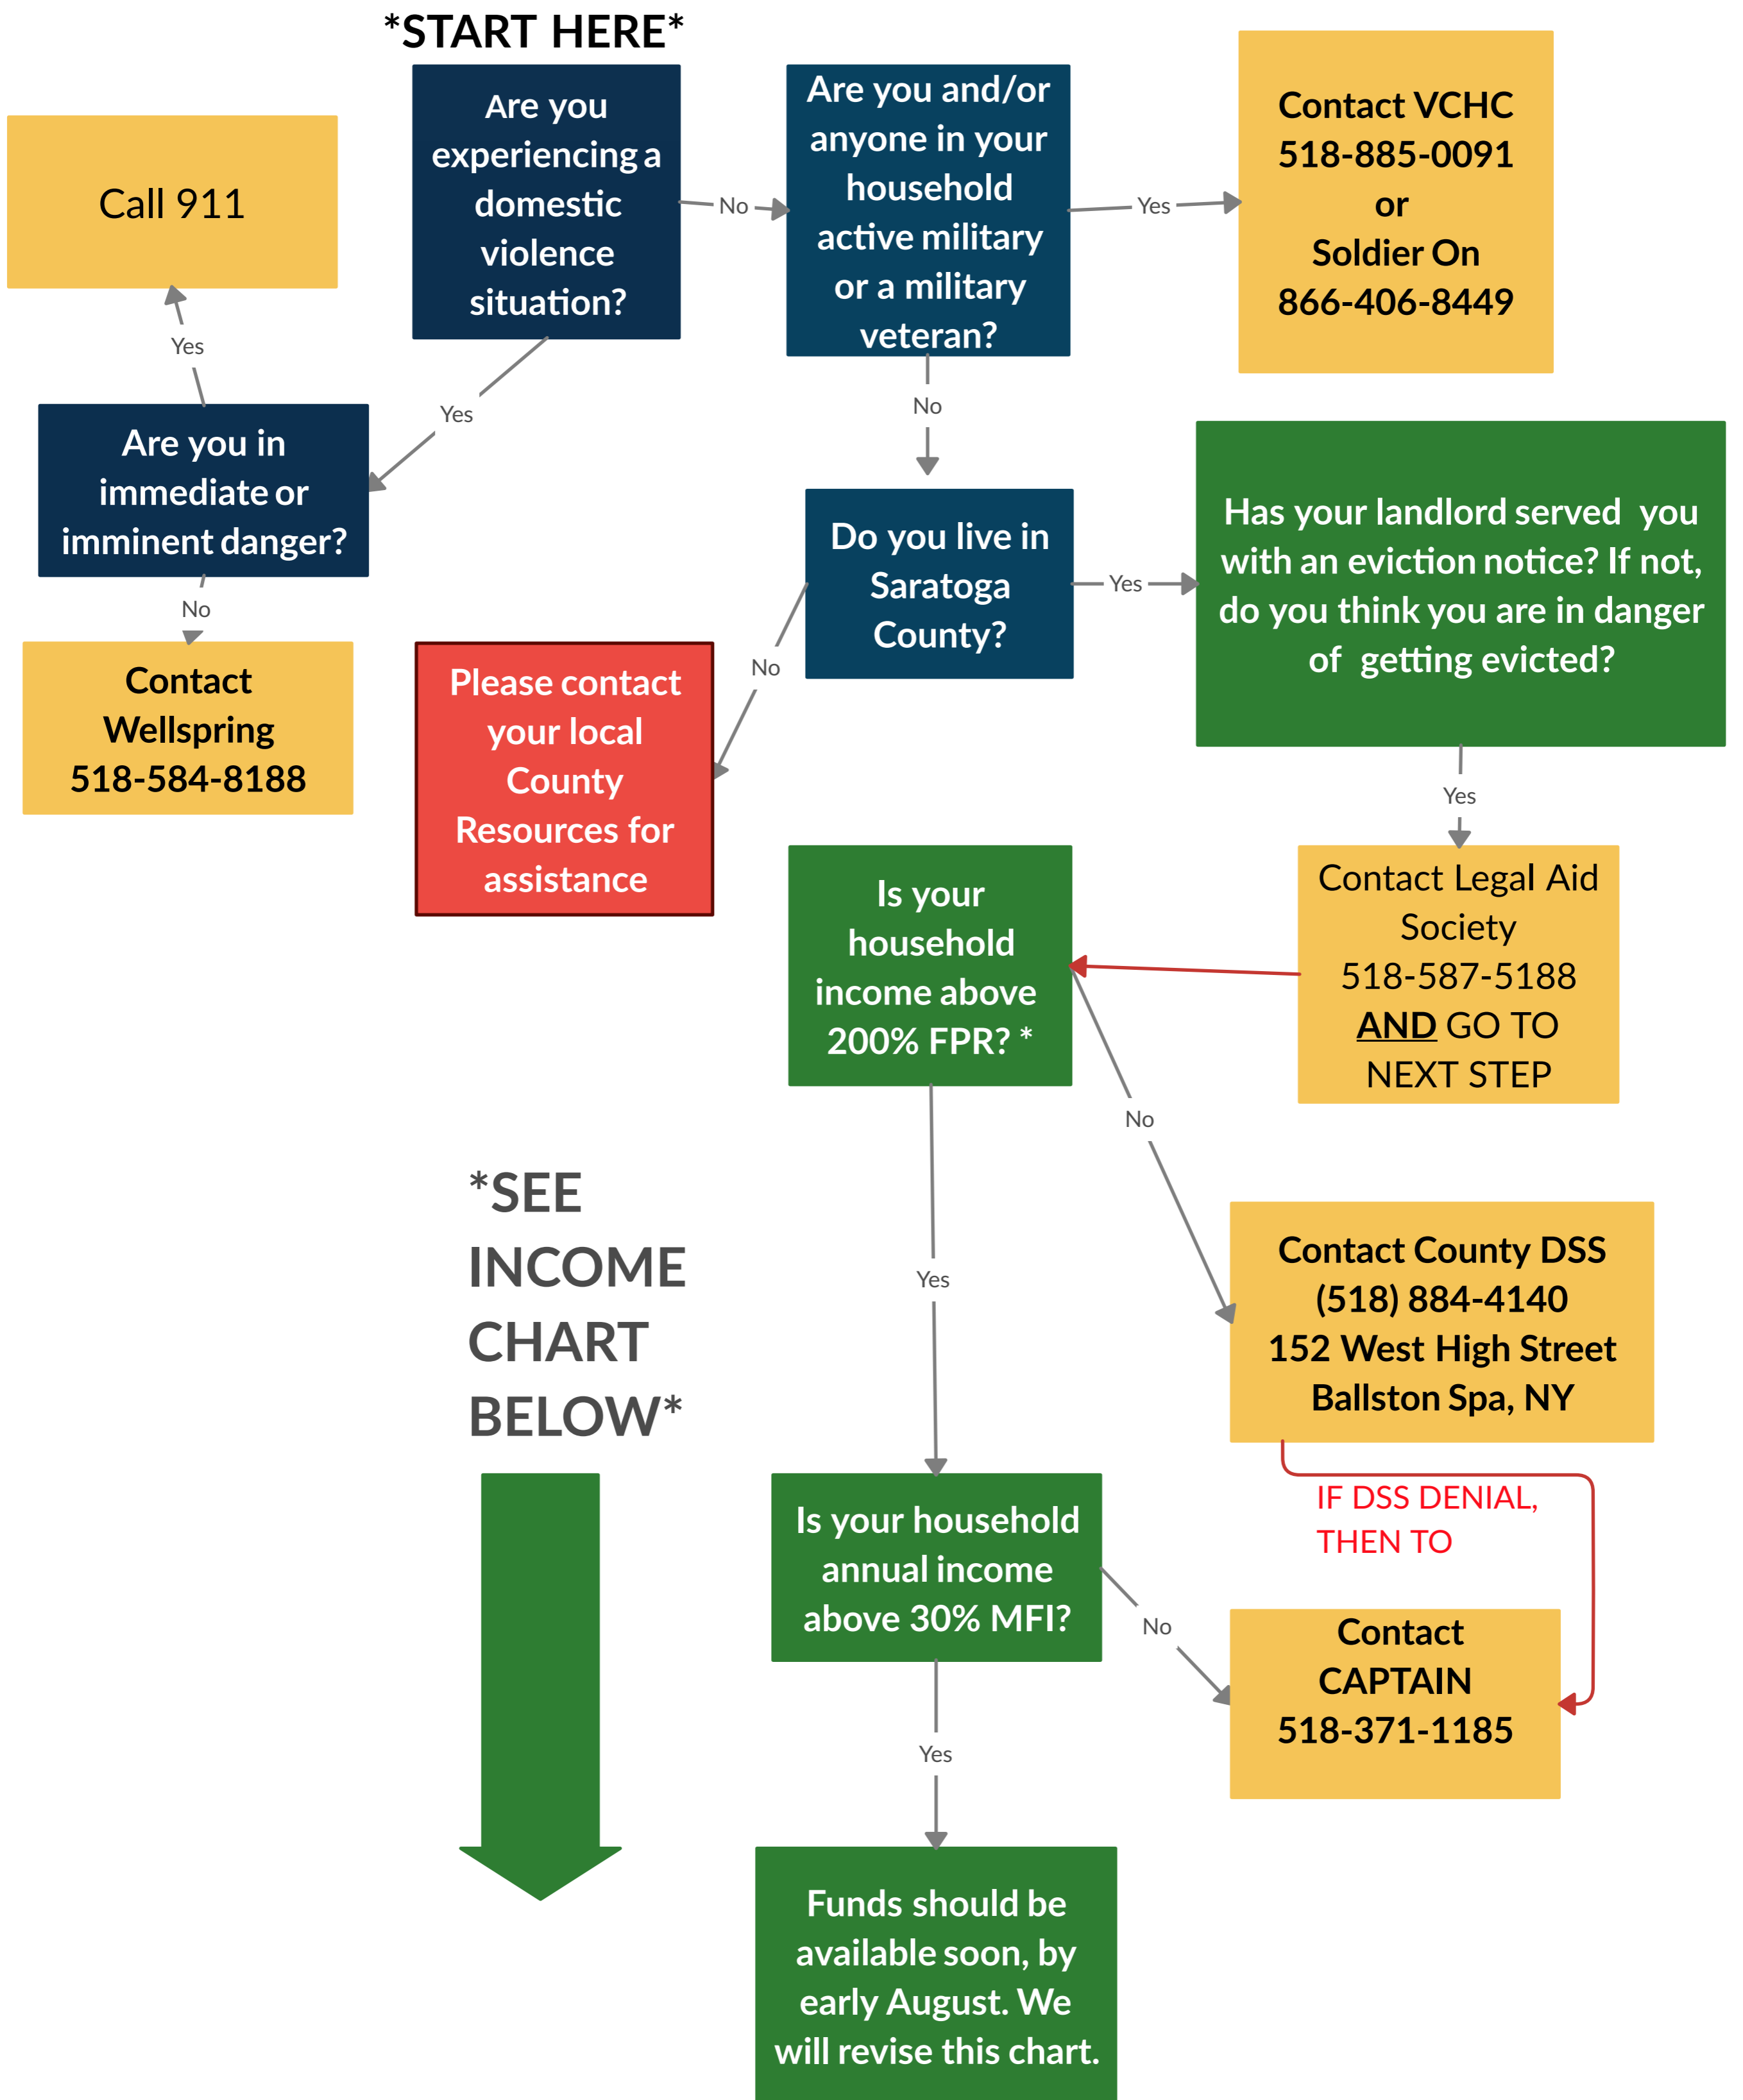 *START HERE*
Are you
experiencing a
domestic
violence
situation?
No
Are you and/or
anyone in your
household
active military
or a military
veteran?
Yes
Contact VCHC
518-885-0091
or
Soldier On
866-406-8449
Call 911
Yes
Yes
Are you in
immediate or
imminent danger?
No
Contact
Wellspring
518-584-8188
No
Do you live in
Saratoga
County?
Yes
Has your landlord served you
with an eviction notice? If not,
do you think you are in danger
of getting evicted?
No
Please contact
your local
County
Resources for
assistance
Yes
Contact Legal Aid
Society
518-587-5188
AND GO TO
NEXT STEP
Is your
household
income above
200% FPR? *
No
Yes
*SEE
INCOME
CHART
BELOW*
Contact County DSS
(518) 884-4140
152 West High Street
Ballston Spa, NY
IF DSS DENIAL,
THEN TO
Is your household
annual income
above 30% MFI?
No
Contact
CAPTAIN
518-371-1185
Yes
Funds should be
available soon, by
early August. We
will revise this chart.